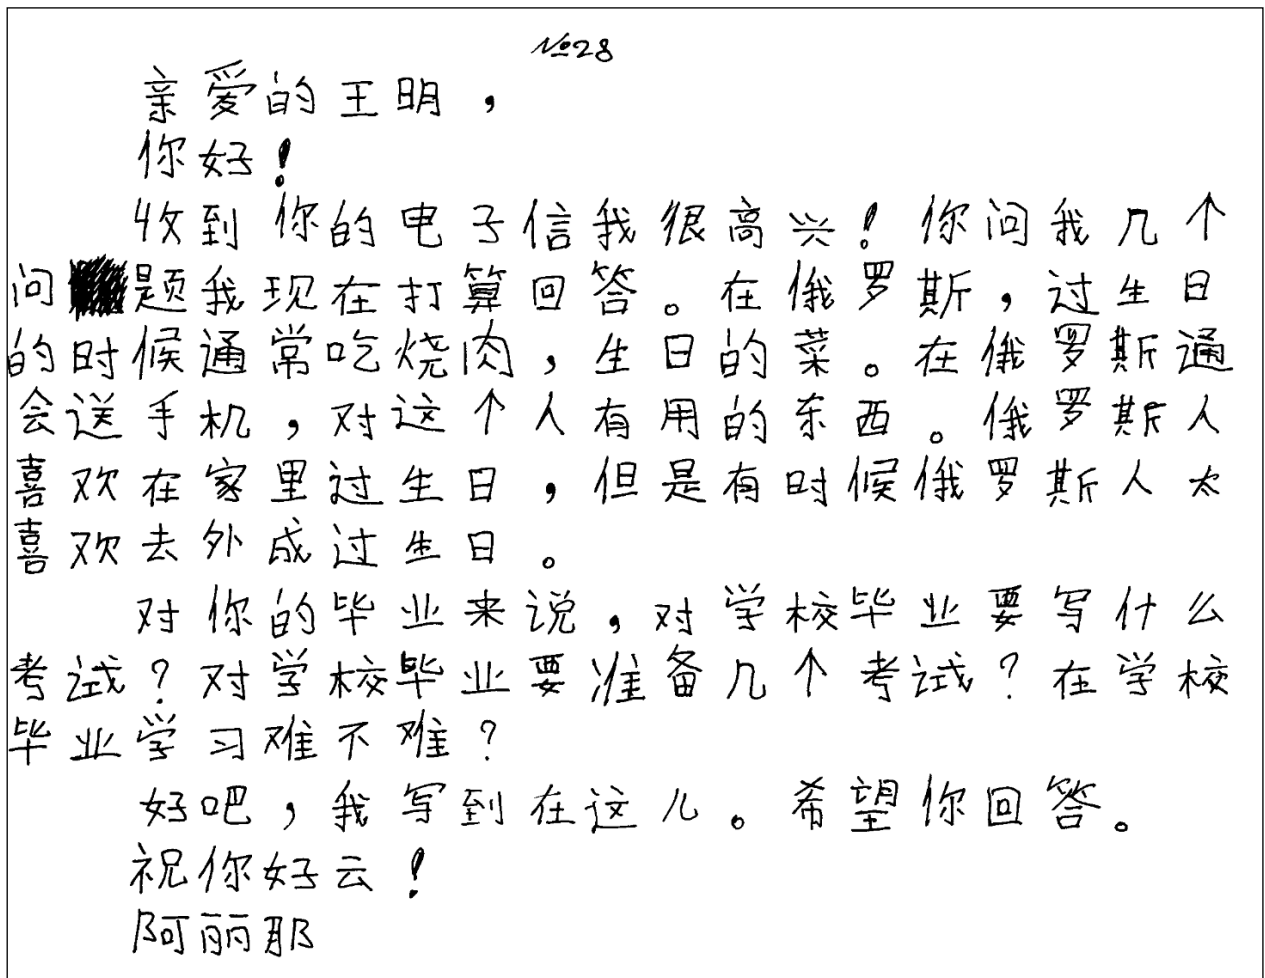 №28
亲爱的王明，
你好！
收到你的电子信我很高兴！你问我几个
问题我现在打算回答。在俄罗斯，过生日
的时候通常吃烧肉，生日的菜。在俄罗斯通
会送手机，对这个人有用的东西。俄罗斯人
喜欢在家里过生日，但是有时候俄罗斯人太
喜欢去外成过生日。
对你的毕业来说，对学校毕业要写什么
考试？对学校毕业要准备几个考试？在学校
毕业学习难不难？
好吧，我写到在这儿。希望你回答。
祝你好云！
阿丽那